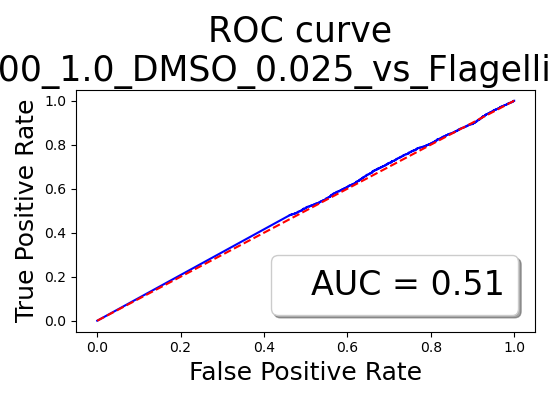 ROC curve
00_1.0_DMSO_0.025_vs_Flagelli
True Positive Rate
1.0
0.8
0.6
0.4
0.2
0.0
AUC = 0.51
0.0 0.2 0.4 0.6 0.8 1.0
False Positive Rate